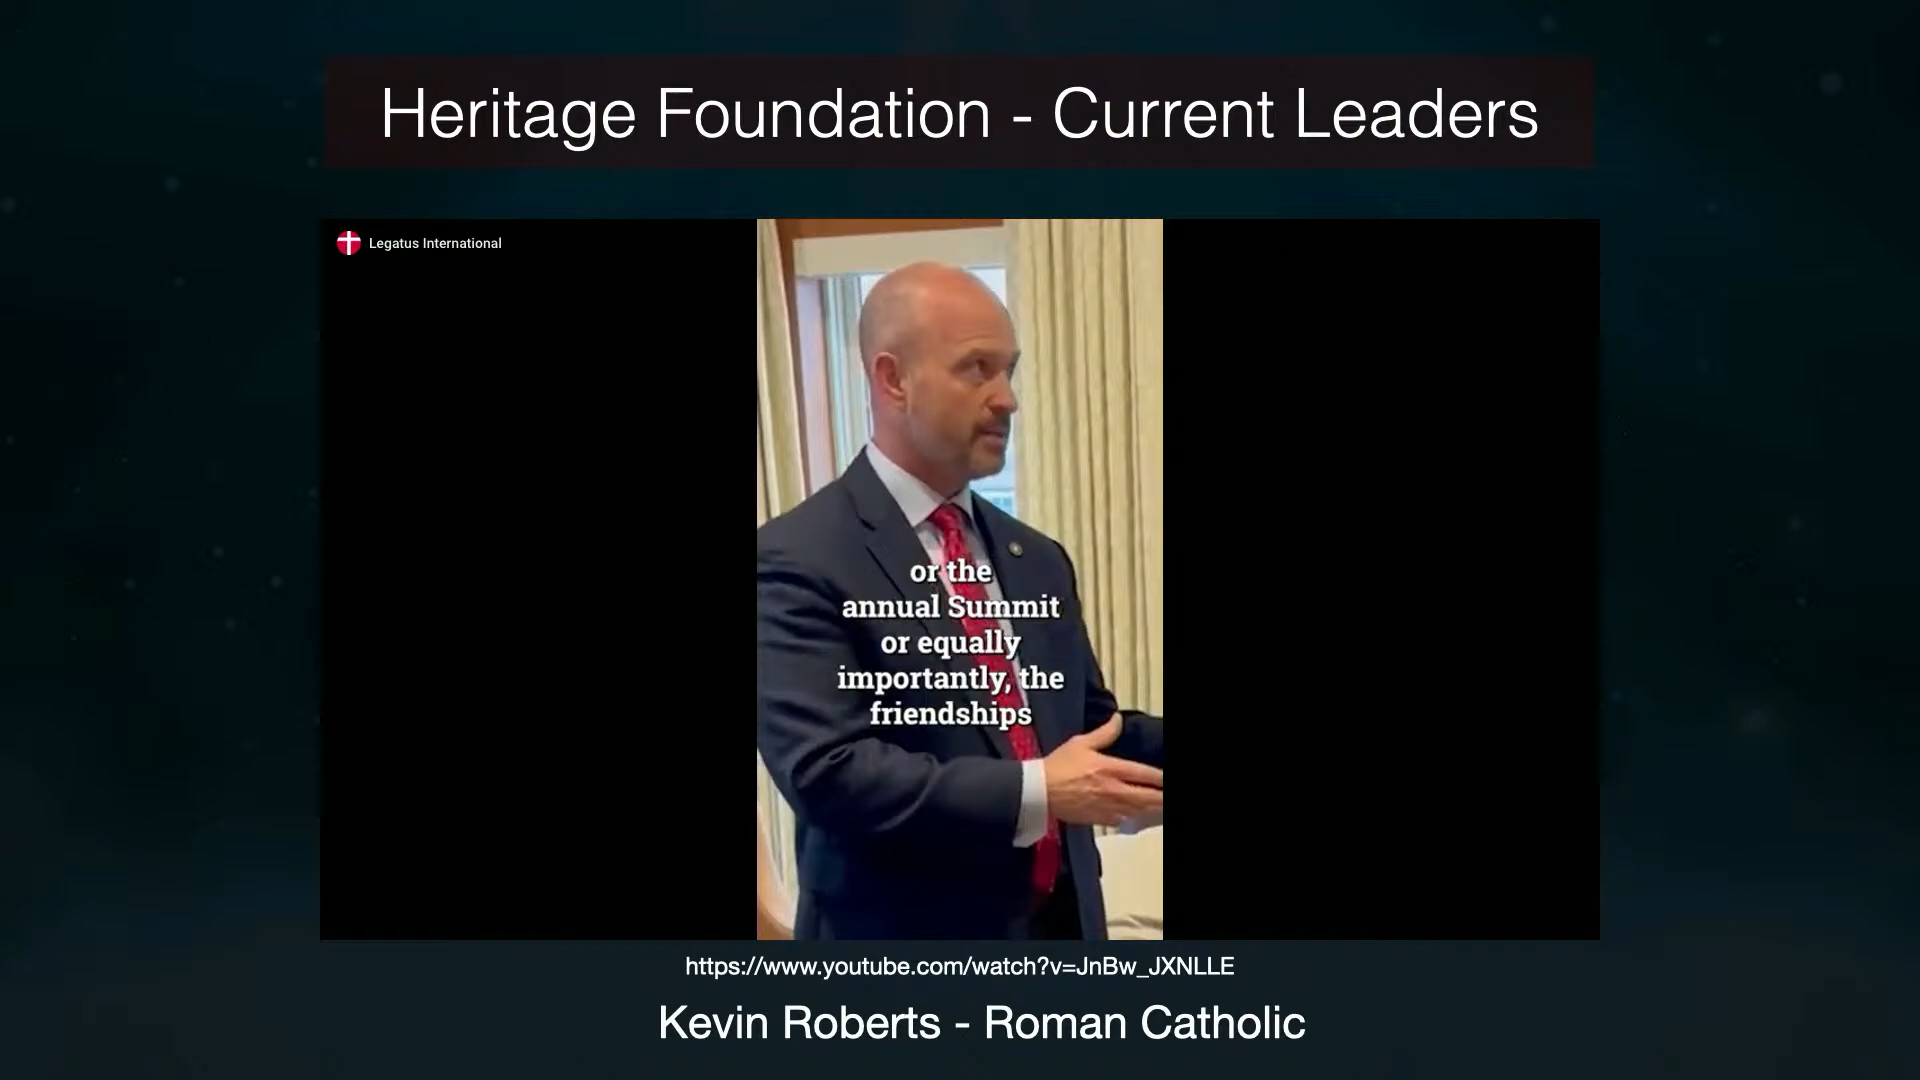 Heritage Foundation - Current Leaders
Legatus International
or the
annual Summit
or equally
importantly, the
friendships
https://www.youtube.com/watch?v=JnBw_JXNLLE
Kevin Roberts - Roman Catholic